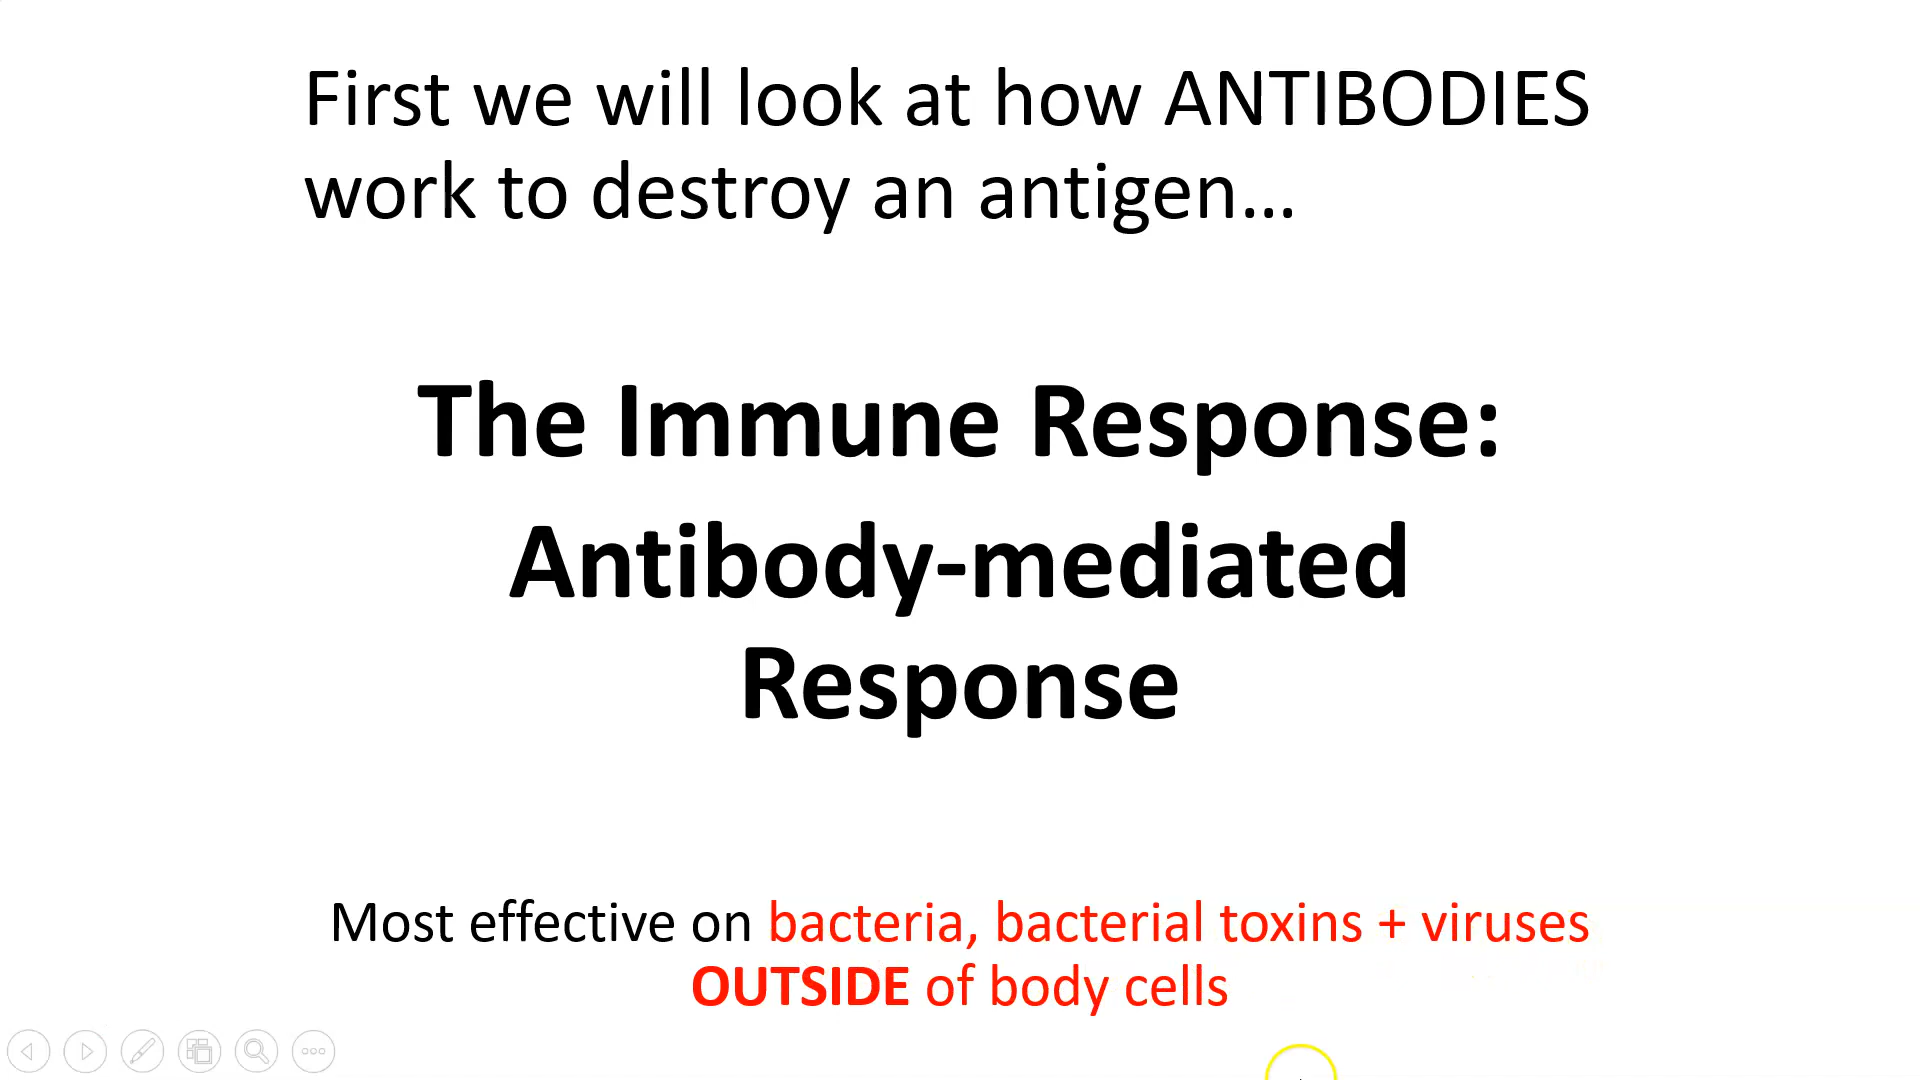 First we will look at how ANTIBODIES
work to destroy an antigen...
The Immune Response:
Antibody-mediated
Response
Most effective on bacteria, bacterial toxins + viruses
OUTSIDE of body cells